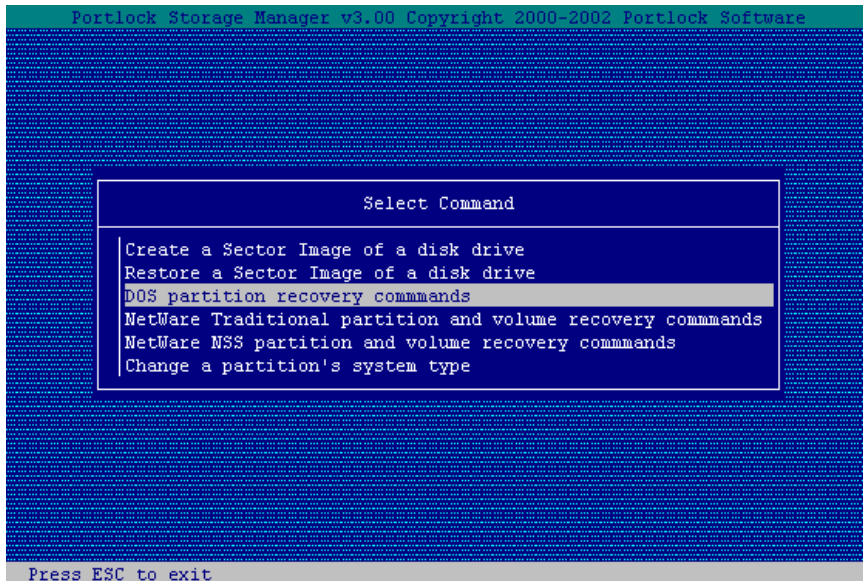 Portlock Storage Manager v3.00 Copyright 2000-2002 Portlock Software
Select Command
Create a Sector Image of a disk drive
Restore a Sector Image of a disk drive
DOS partition recovery commmands
NetWare Traditional partition and volume recovery commmands
NetWare NSS partition and volume recovery commmands
Change a partition's system type
Press ESC to exit